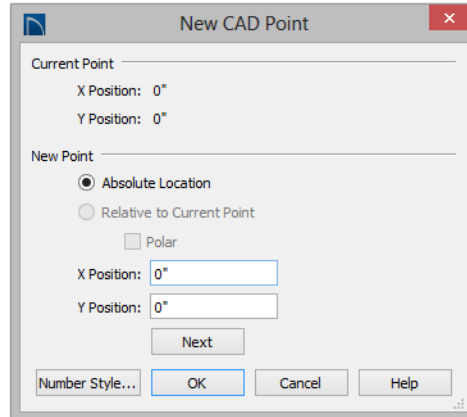 New CAD Point
Current Point
X Position: 0"
Y Position: 0"
New Point
Absolute Location
Relative to Current Point
Polar
X Position: 0"
Y Position: 0"
Next
Number Style... OK Cancel Help